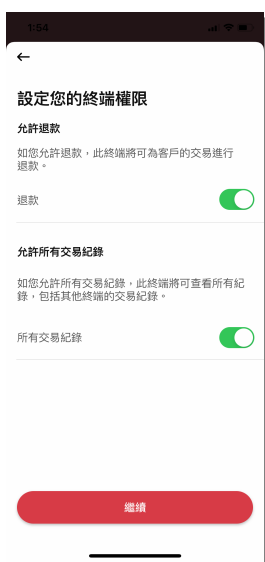 1:54
設定您的終端權限
允許退款
如您允許退款，此終端將可為客戶的交易進行
退款。
退款
允許所有交易紀錄
如您允許所有交易紀錄，此終端將可查看所有紀
錄，包括其他終端的交易紀錄。
所有交易紀錄
繼續